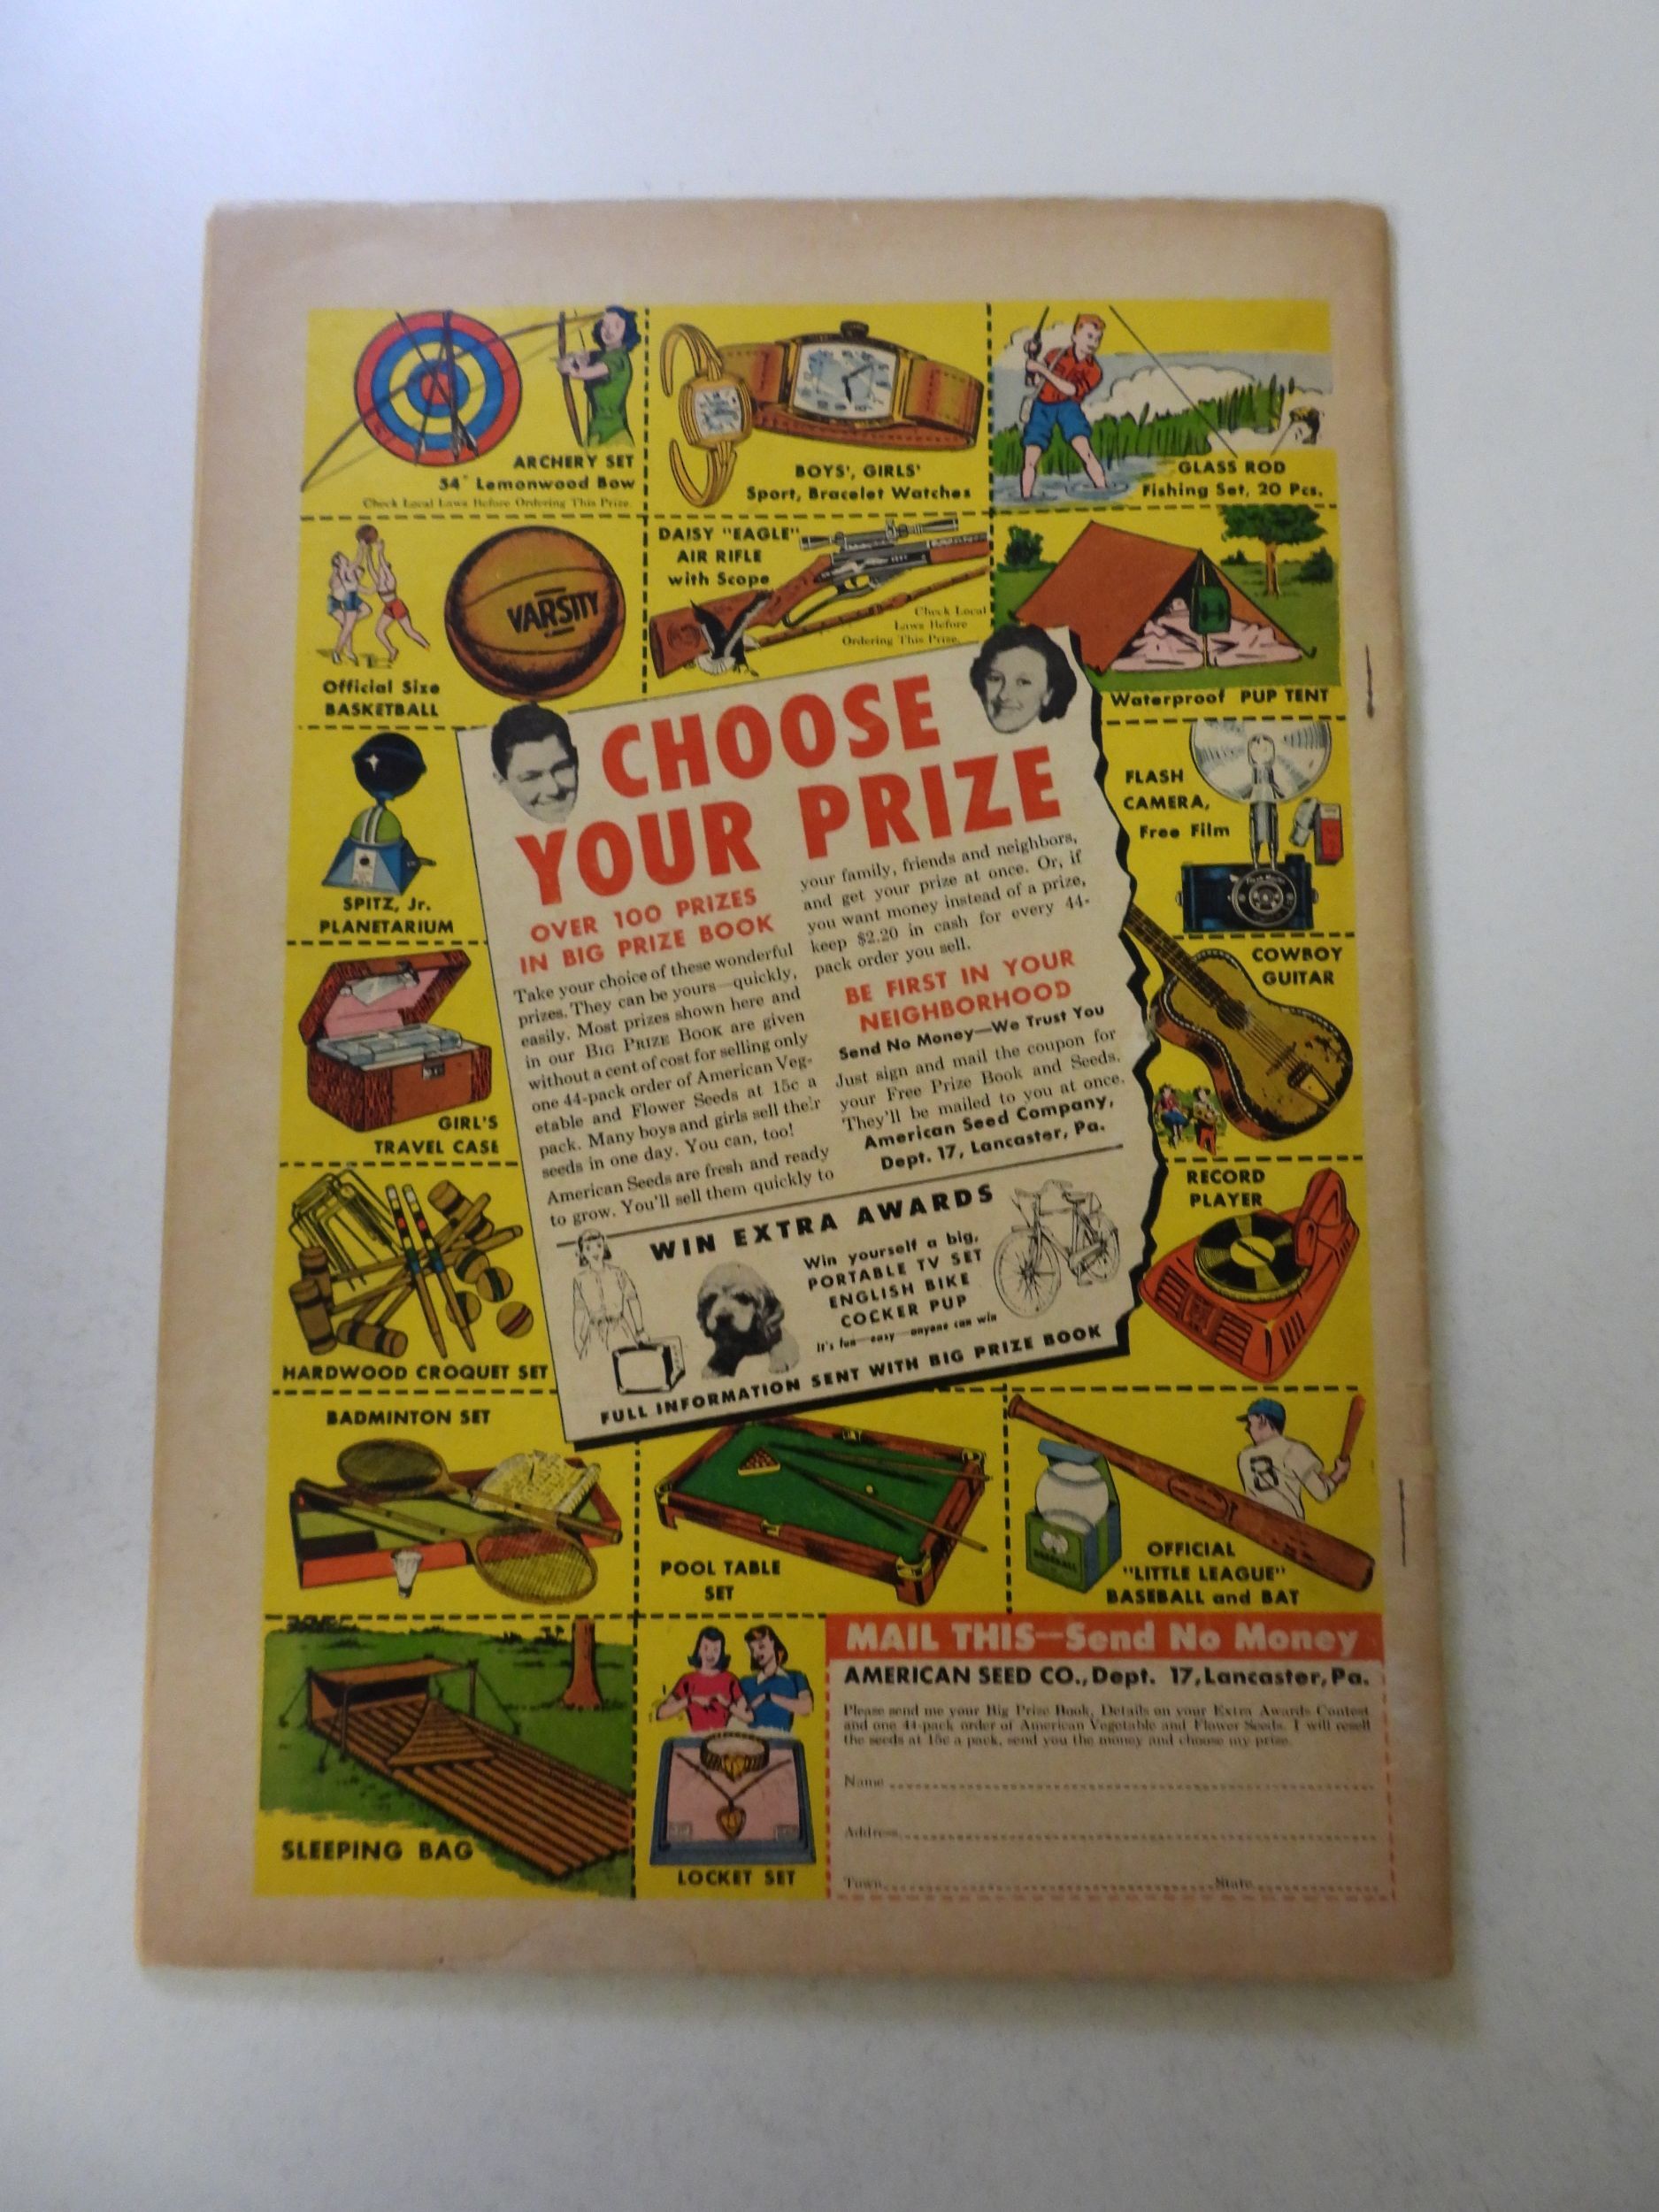 ARCHERY SET
54" Lemonwood Bow
Check Local Laws Before Ordering This Prize
BOYS', GIRLS'
Sport, Bracelet Watches
GLASS ROD
Fishing Set, 20 Pcs.
VARSITY
Official Size
BASKETBALL
DAISY "EAGLE"
AIR RIFLE
with Scope
Check Local
Laws Before
Ordering This Prize
Waterproof PUP TENT
SPITZ, Jr.
PLANETARIUM
FLASH
CAMERA,
Free Film
GIRL'S
TRAVEL CASE
COWBOY
GUITAR
HARDWOOD CROQUET SET
RECORD
PLAYER
CHOOSE
YOUR PRIZE
OVER 100 PRIZES
IN BIG PRIZE BOOK
Take your choice of these wonderful
prizes. They can be yours—quickly,
easily. Most prizes shown here and
in our BIG PRIZE BOOK are given
without a cent of cost for selling only
one 44-pack order of American Veg-
etable and Flower Seeds at 15c a
pack. Many boys and girls sell their
seeds in one day. You can, too!
American Seeds are fresh and ready
to grow. You'll sell them quickly to
your family, friends and neighbors,
and get your prize at once. Or, if
you want money instead of a prize,
keep $2.20 in cash for every 44-
pack order you sell.
BE FIRST IN YOUR
NEIGHBORHOOD
Send No Money—We Trust You
Just sign and mail the coupon for
your Free Prize Book and Seeds.
They'll be mailed to you at once.
American Seed Company,
Dept. 17, Lancaster, Pa.
WIN EXTRA AWARDS
Win yourself a big,
PORTABLE TV SET
ENGLISH BIKE
COCKER PUP
It's fun—easy—anyone can win
FULL INFORMATION SENT WITH BIG PRIZE BOOK
BADMINTON SET
POOL TABLE
SET
8
BASEBALL
OFFICIAL
"LITTLE LEAGUE"
BASEBALL and BAT
SLEEPING BAG
LOCKET SET
MAIL THIS—Send No Money
AMERICAN SEED CO., Dept. 17, Lancaster, Pa.
Please send me your Big Prize Book, Details on your Extra Awards Contest
and one 44-pack order of American Vegetable and Flower Seeds. I will resell
the seeds at 15c a pack, send you the money and choose my prize.
Name
Address
Town State